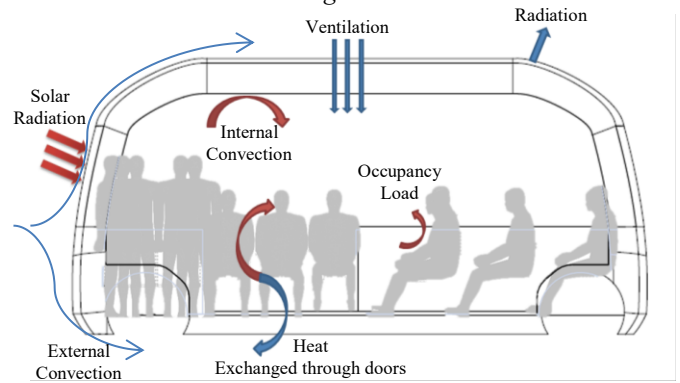 Radiation
Ventilation
Solar
Radiation
Internal
Convection
Occupancy
Load
External
Convection
Heat
Exchanged through doors